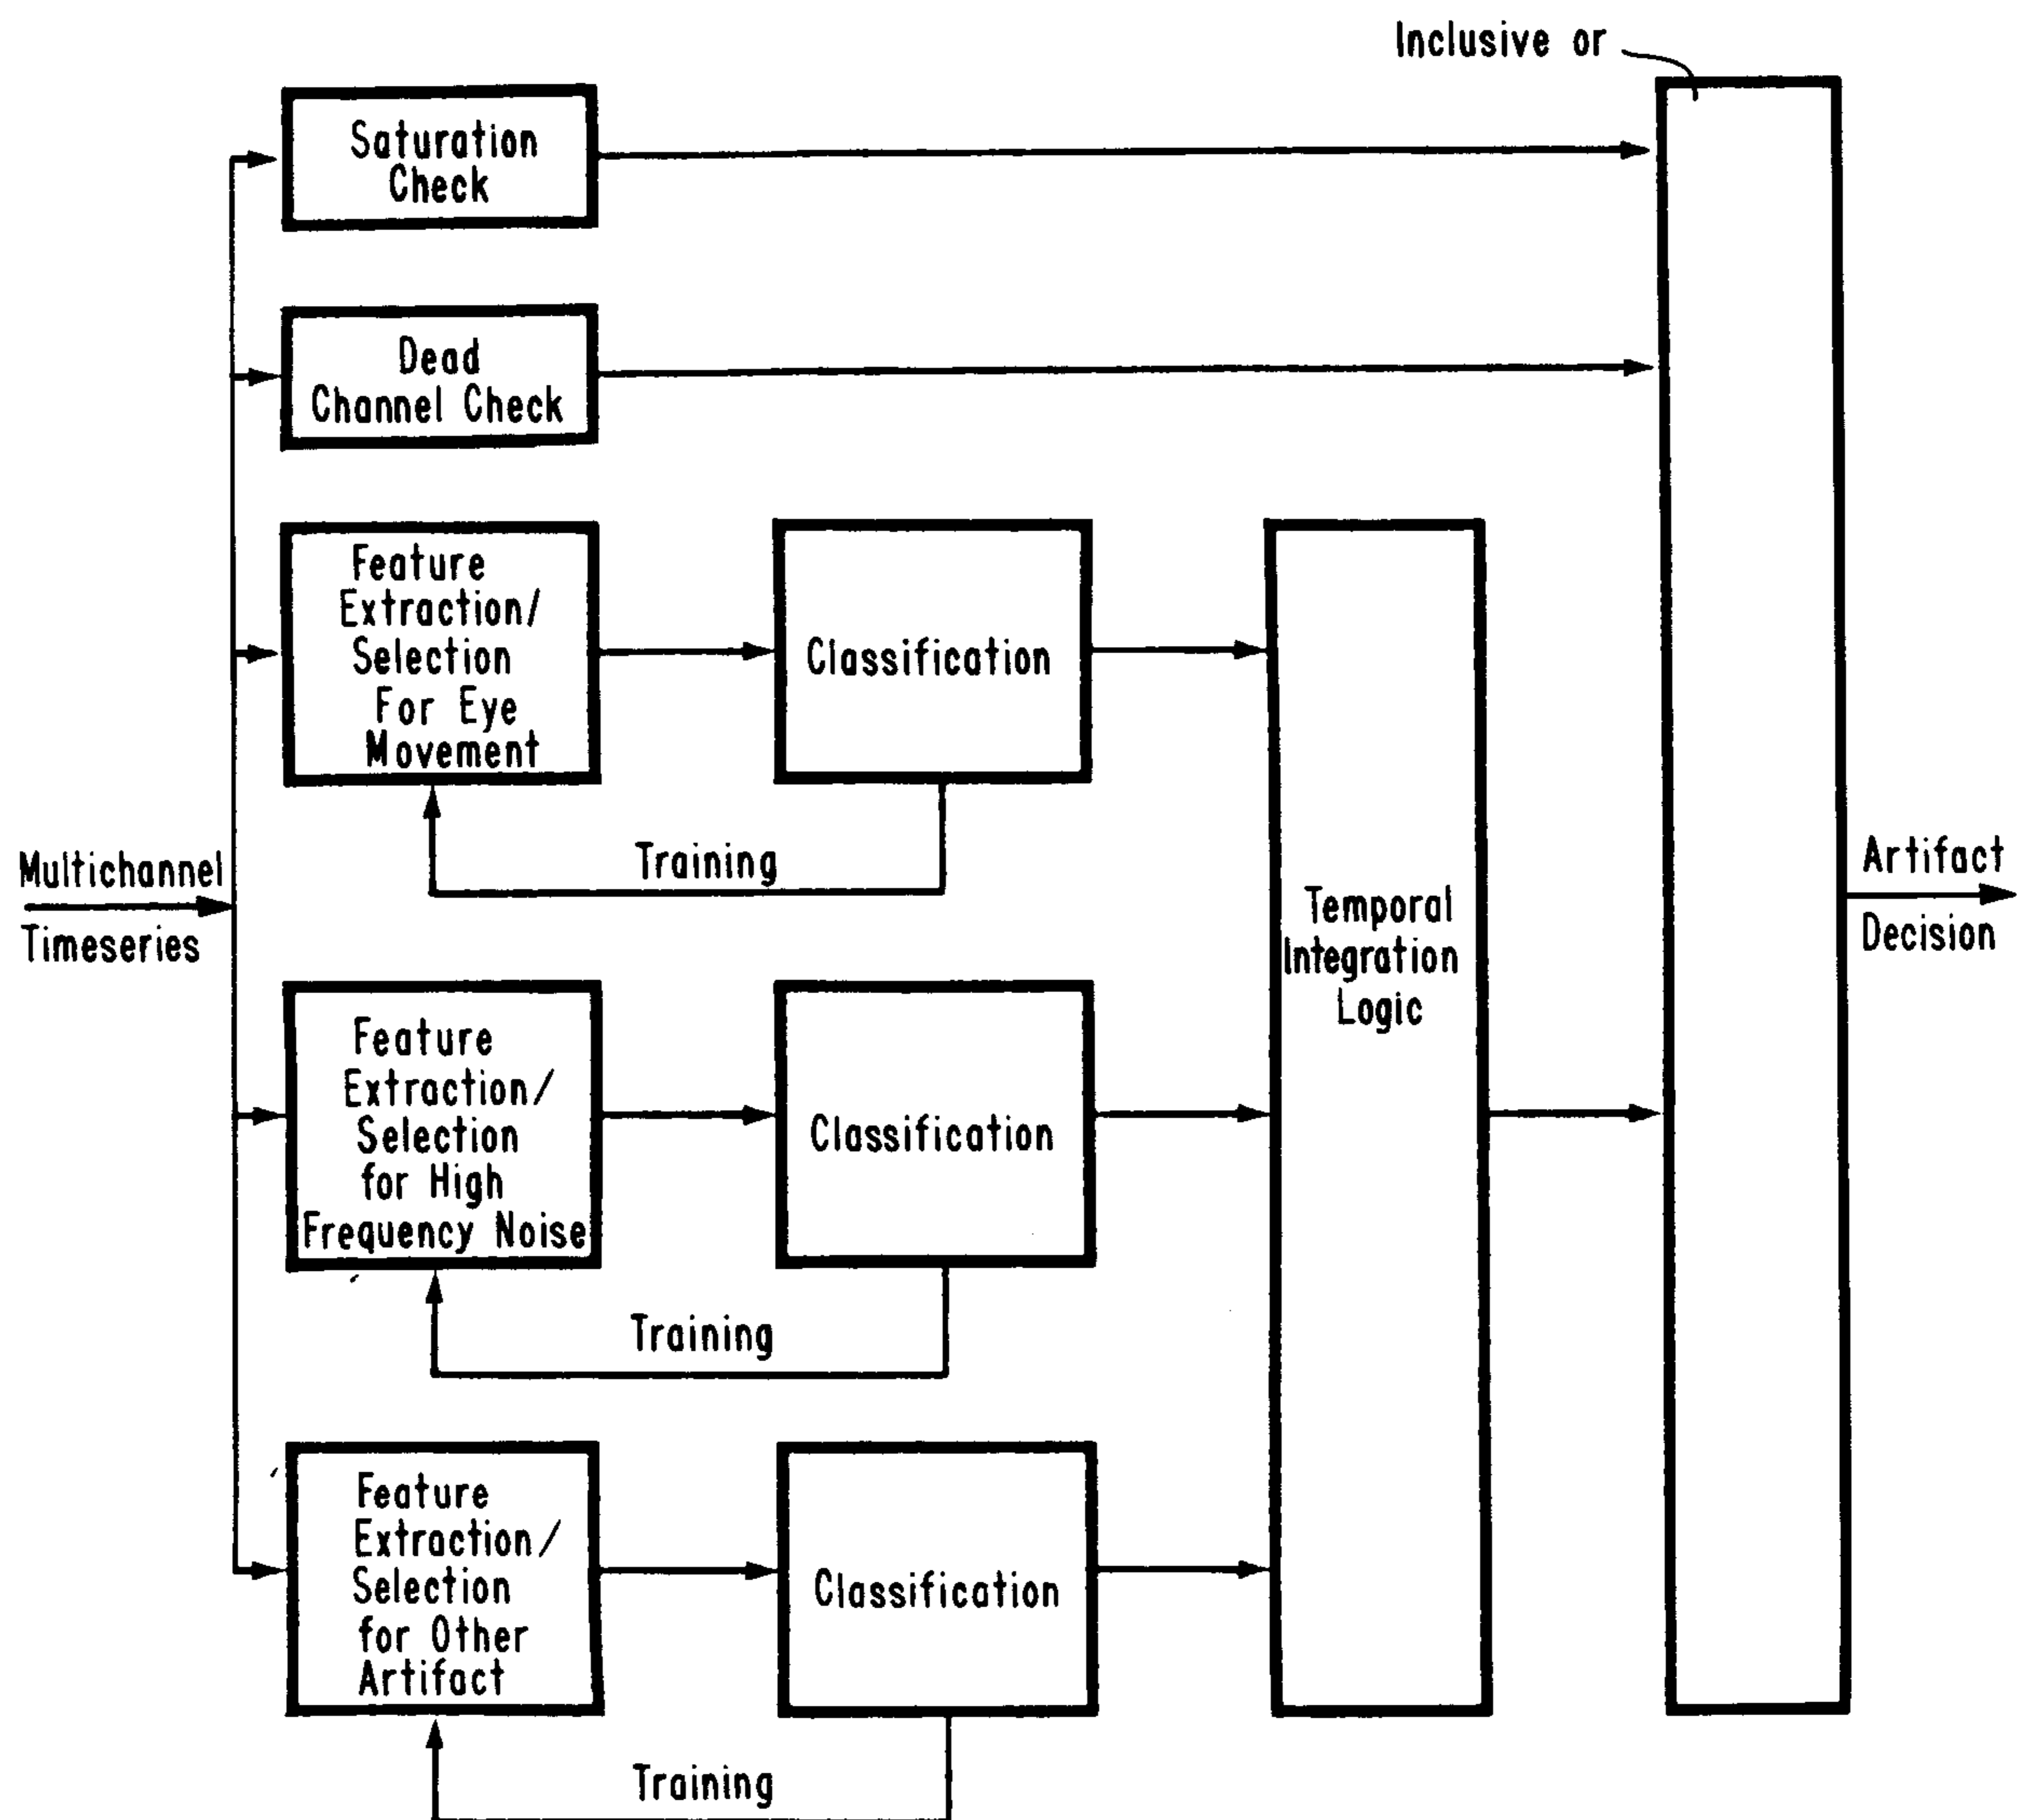 Inclusive or
Saturation
Check
Dead
Channel Check
Feature
Extraction/
Selection
For Eye
Movement
Classification
Training
Multichannel
Timeseries
Temporal
Integration
Logic
Artifact
Decision
Feature
Extraction/
Selection
for High
Frequency Noise
Classification
Training
Feature
Extraction/
Selection
for Other
Artifact
Classification
Training